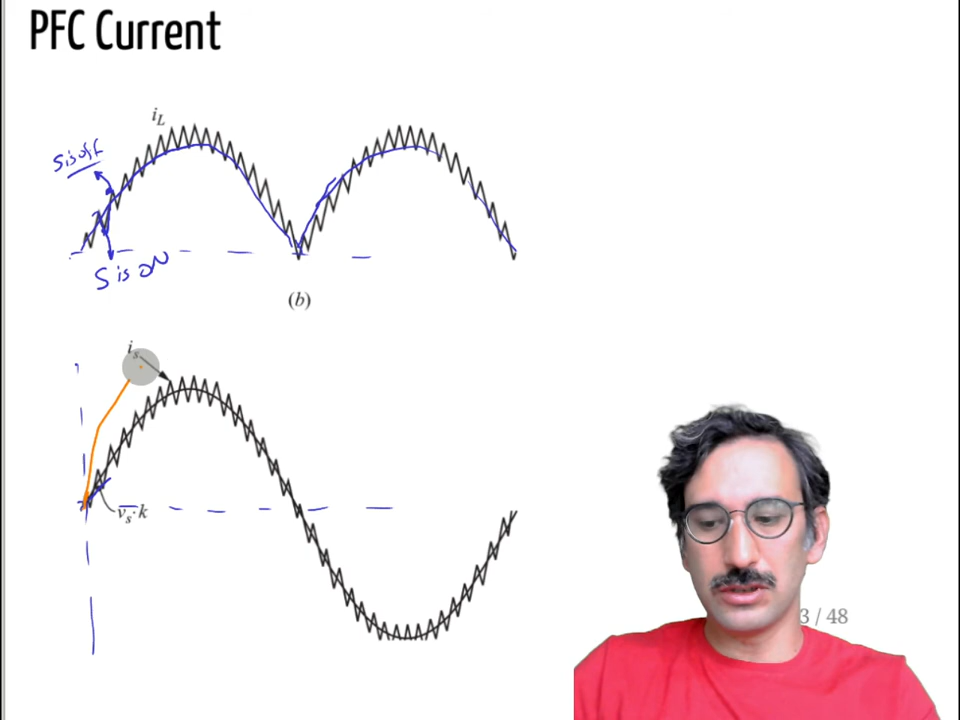 PFC Current
i_L
S is off
S is ON
(b)
i_s
v_s·k
3 / 48